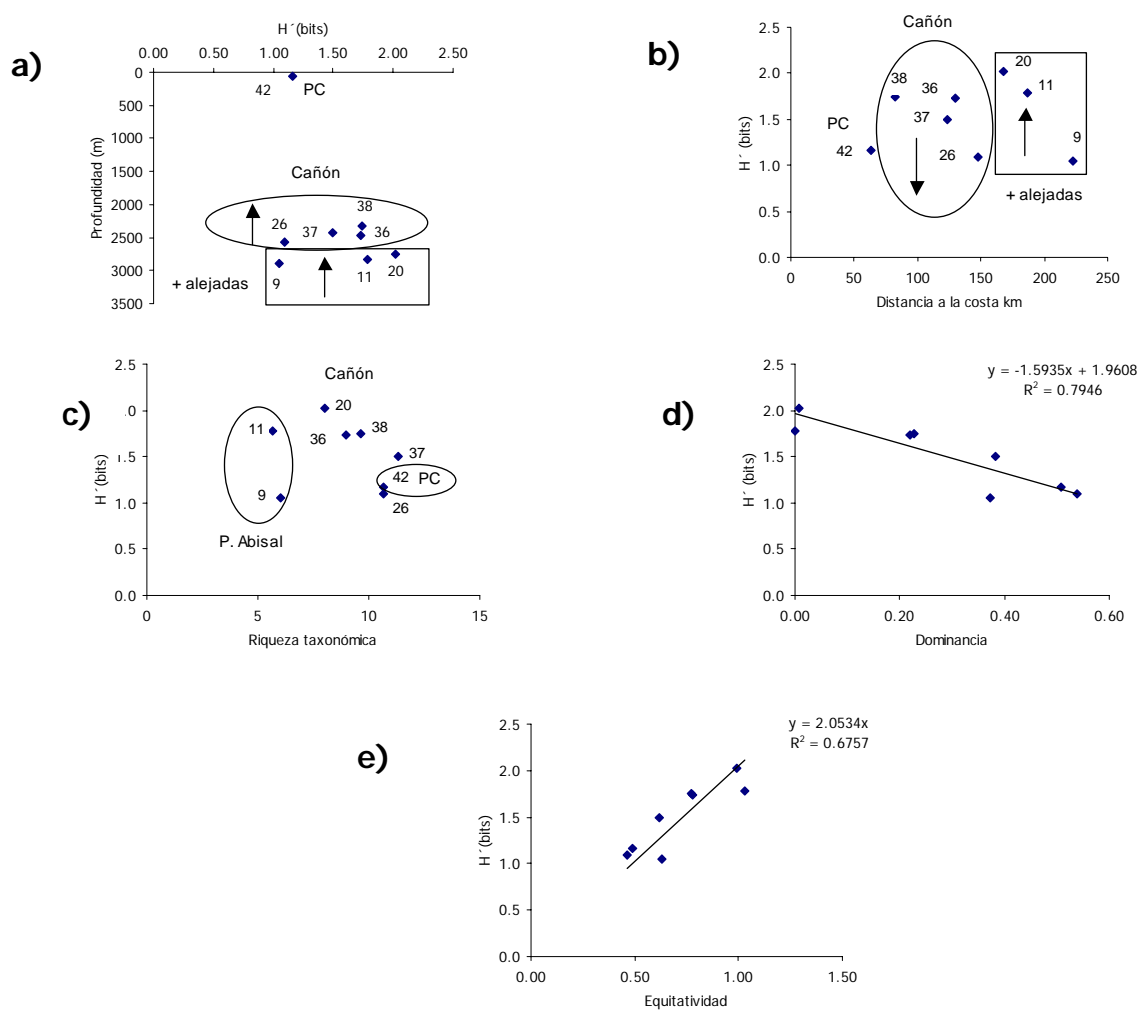 a)
H´(bits)
0.00 0.50 1.00 1.50 2.00 2.50
0
500
1000
1500
2000
2500
3000
3500
Profundidad (m)
42 PC
Cañón
38
26 37 36
+ alejadas
9 11 20
b)
Cañón
2.5
2.0
1.5
1.0
0.5
0.0
H´ (bits)
20
38 36 11
37
PC
42 26 9
+ alejadas
0 50 100 150 200 250
Distancia a la costa km
c)
2.5
.0
1.5
1.0
0.5
0.0
H´(bits)
Cañón
20
11 36 38
37
42 PC
9
26
P. Abisal
0 5 10 15
Riqueza taxonómica
d)
y = -1.5935x + 1.9608
R² = 0.7946
2.5
2.0
1.5
1.0
0.5
0.0
H´ (bits)
0.00 0.20 0.40 0.60
Dominancia
e)
y = 2.0534x
R² = 0.6757
2.5
2.0
1.5
1.0
0.5
0.0
H´(bits)
0.00 0.50 1.00 1.50
Equitatividad